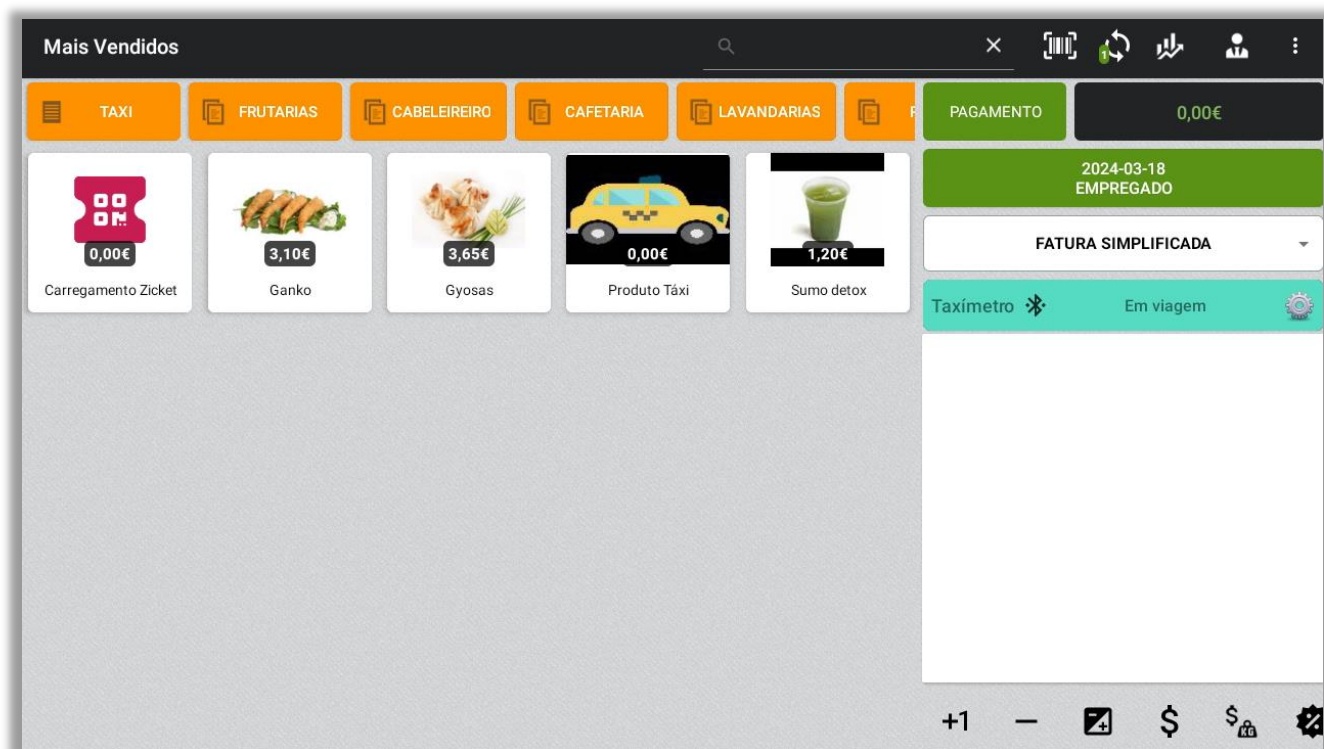 Mais Vendidos
1
TAXI
FRUTARIAS
CABELEIREIRO
CAFETARIA
LAVANDARIAS
PAGAMENTO
0,00€
2024-03-18
EMPREGADO
FATURA SIMPLIFICADA
Taxímetro
Em viagem
0,00€
3,10€
3,65€
0,00€
1,20€
Carregamento Zicket
Ganko
Gyosas
Produto Táxi
Sumo detox
+1
$
$
KG